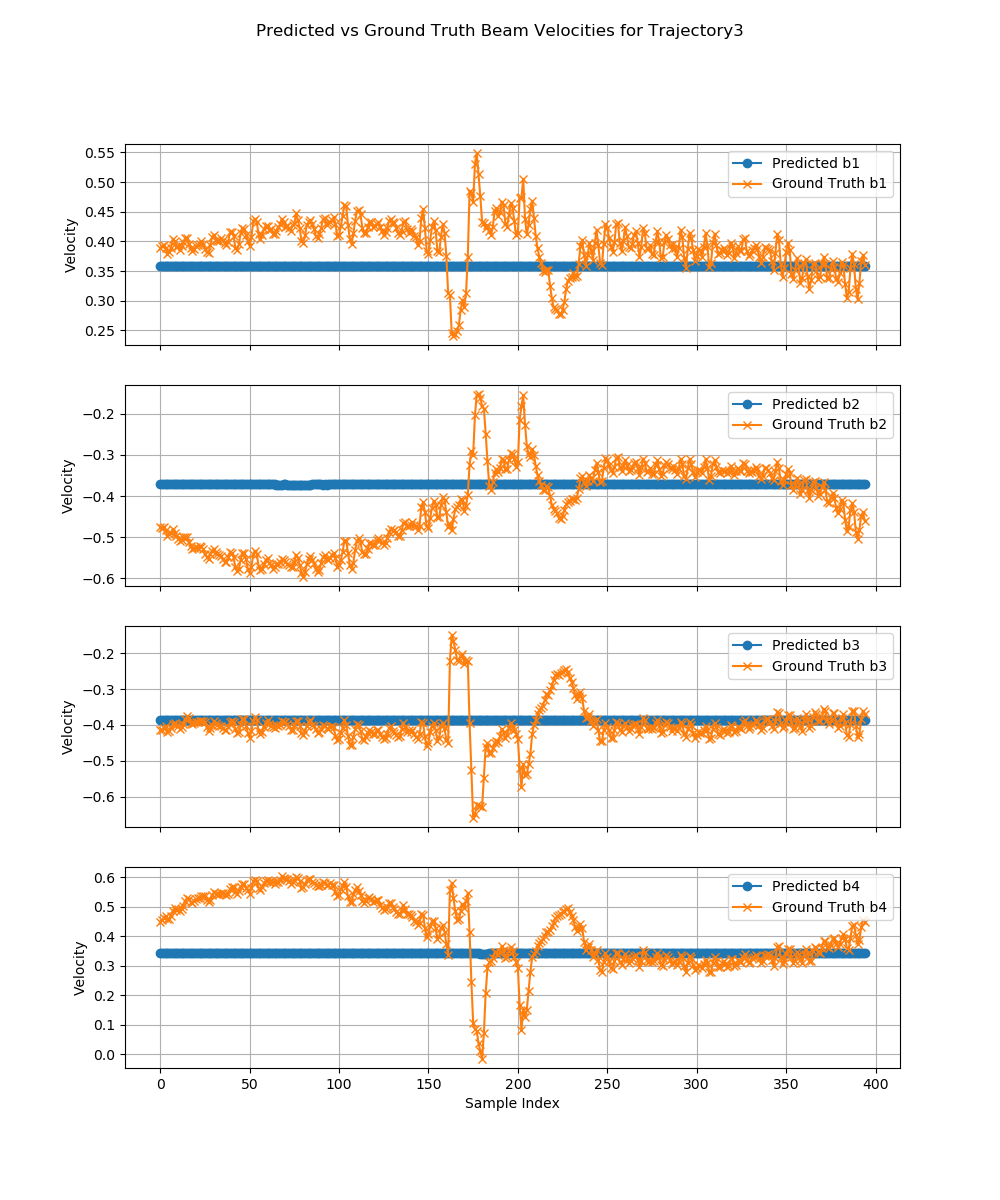 Predicted vs Ground Truth Beam Velocities for Trajectory3
0.55
0.50
0.45
0.40
0.35
0.30
0.25
Velocity
Predicted b1
Ground Truth b1
−0.2
−0.3
−0.4
−0.5
−0.6
Velocity
Predicted b2
Ground Truth b2
−0.2
−0.3
−0.4
−0.5
−0.6
Velocity
Predicted b3
Ground Truth b3
0.6
0.5
0.4
0.3
0.2
0.1
0.0
Velocity
Predicted b4
Ground Truth b4
0 50 100 150 200 250 300 350 400
Sample Index